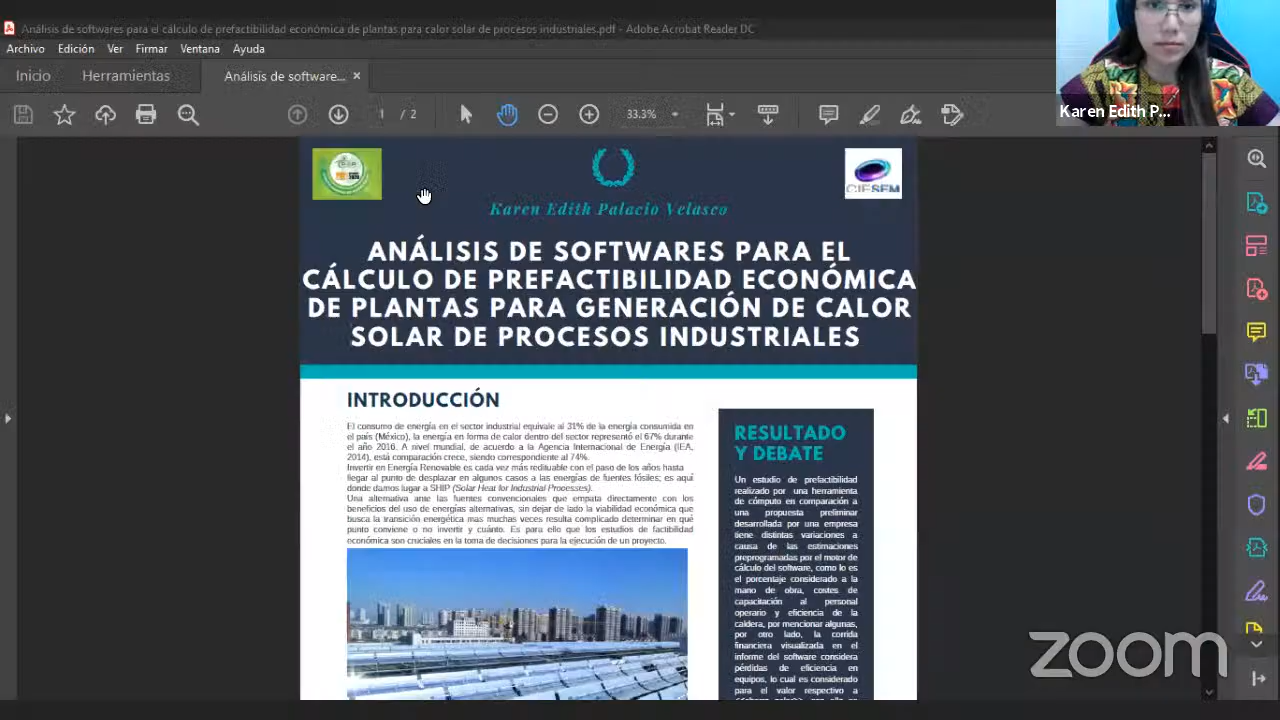 Análisis de softwares para el cálculo de prefactibilidad económica de plantas para calor solar de procesos industriales.pdf - Adobe Acrobat Reader DC
Archivo Edición Ver Firmar Ventana Ayuda
Inicio Herramientas Análisis de software... ×
1 / 2 33.3%
Karen Edith P...
CIESEM
Karen Edith Palacio Velasco
ANÁLISIS DE SOFTWARES PARA EL
CÁLCULO DE PREFACTIBILIDAD ECONÓMICA
DE PLANTAS PARA GENERACIÓN DE CALOR
SOLAR DE PROCESOS INDUSTRIALES
INTRODUCCIÓN
El consumo de energía en el sector industrial equivale al 31% de la energía consumida en
el país (México), la energía en forma de calor dentro del sector representó el 67% durante
el año 2016. A nivel mundial, de acuerdo a la Agencia Internacional de Energía (IEA,
2014), está comparación crece, siendo correspondiente al 74%.
Invertir en Energía Renovable es cada vez más redituable con el paso de los años hasta
llegar al punto de desplazar en algunos casos a las energías de fuentes fósiles; es aquí
donde damos lugar a SHIP (Solar Heat for Industrial Processes).
Una alternativa ante las fuentes convencionales que empata directamente con los
beneficios del uso de energías alternativas, sin dejar de lado la viabilidad económica que
busca la transición energética mas muchas veces resulta complicado determinar en qué
punto conviene o no invertir y cuánto. Es para ello que los estudios de factibilidad
económica son cruciales en la toma de decisiones para la ejecución de un proyecto.
RESULTADO
Y DEBATE
Un estudio de prefactibilidad
realizado por una herramienta
de cómputo en comparación a
una propuesta preliminar
desarrollada por una empresa
tiene distintas variaciones a
causa de las estimaciones
preprogramadas por el motor de
cálculo del software, como lo es
el porcentaje considerado a la
mano de obra, costes de
capacitación al personal
operario y eficiencia de la
caldera, por mencionar algunas,
por otro lado, la corrida
financiera visualizada en el
informe del software considera
pérdidas de eficiencia en
equipos, lo cual es considerado
para el valor respectivo a
zoom